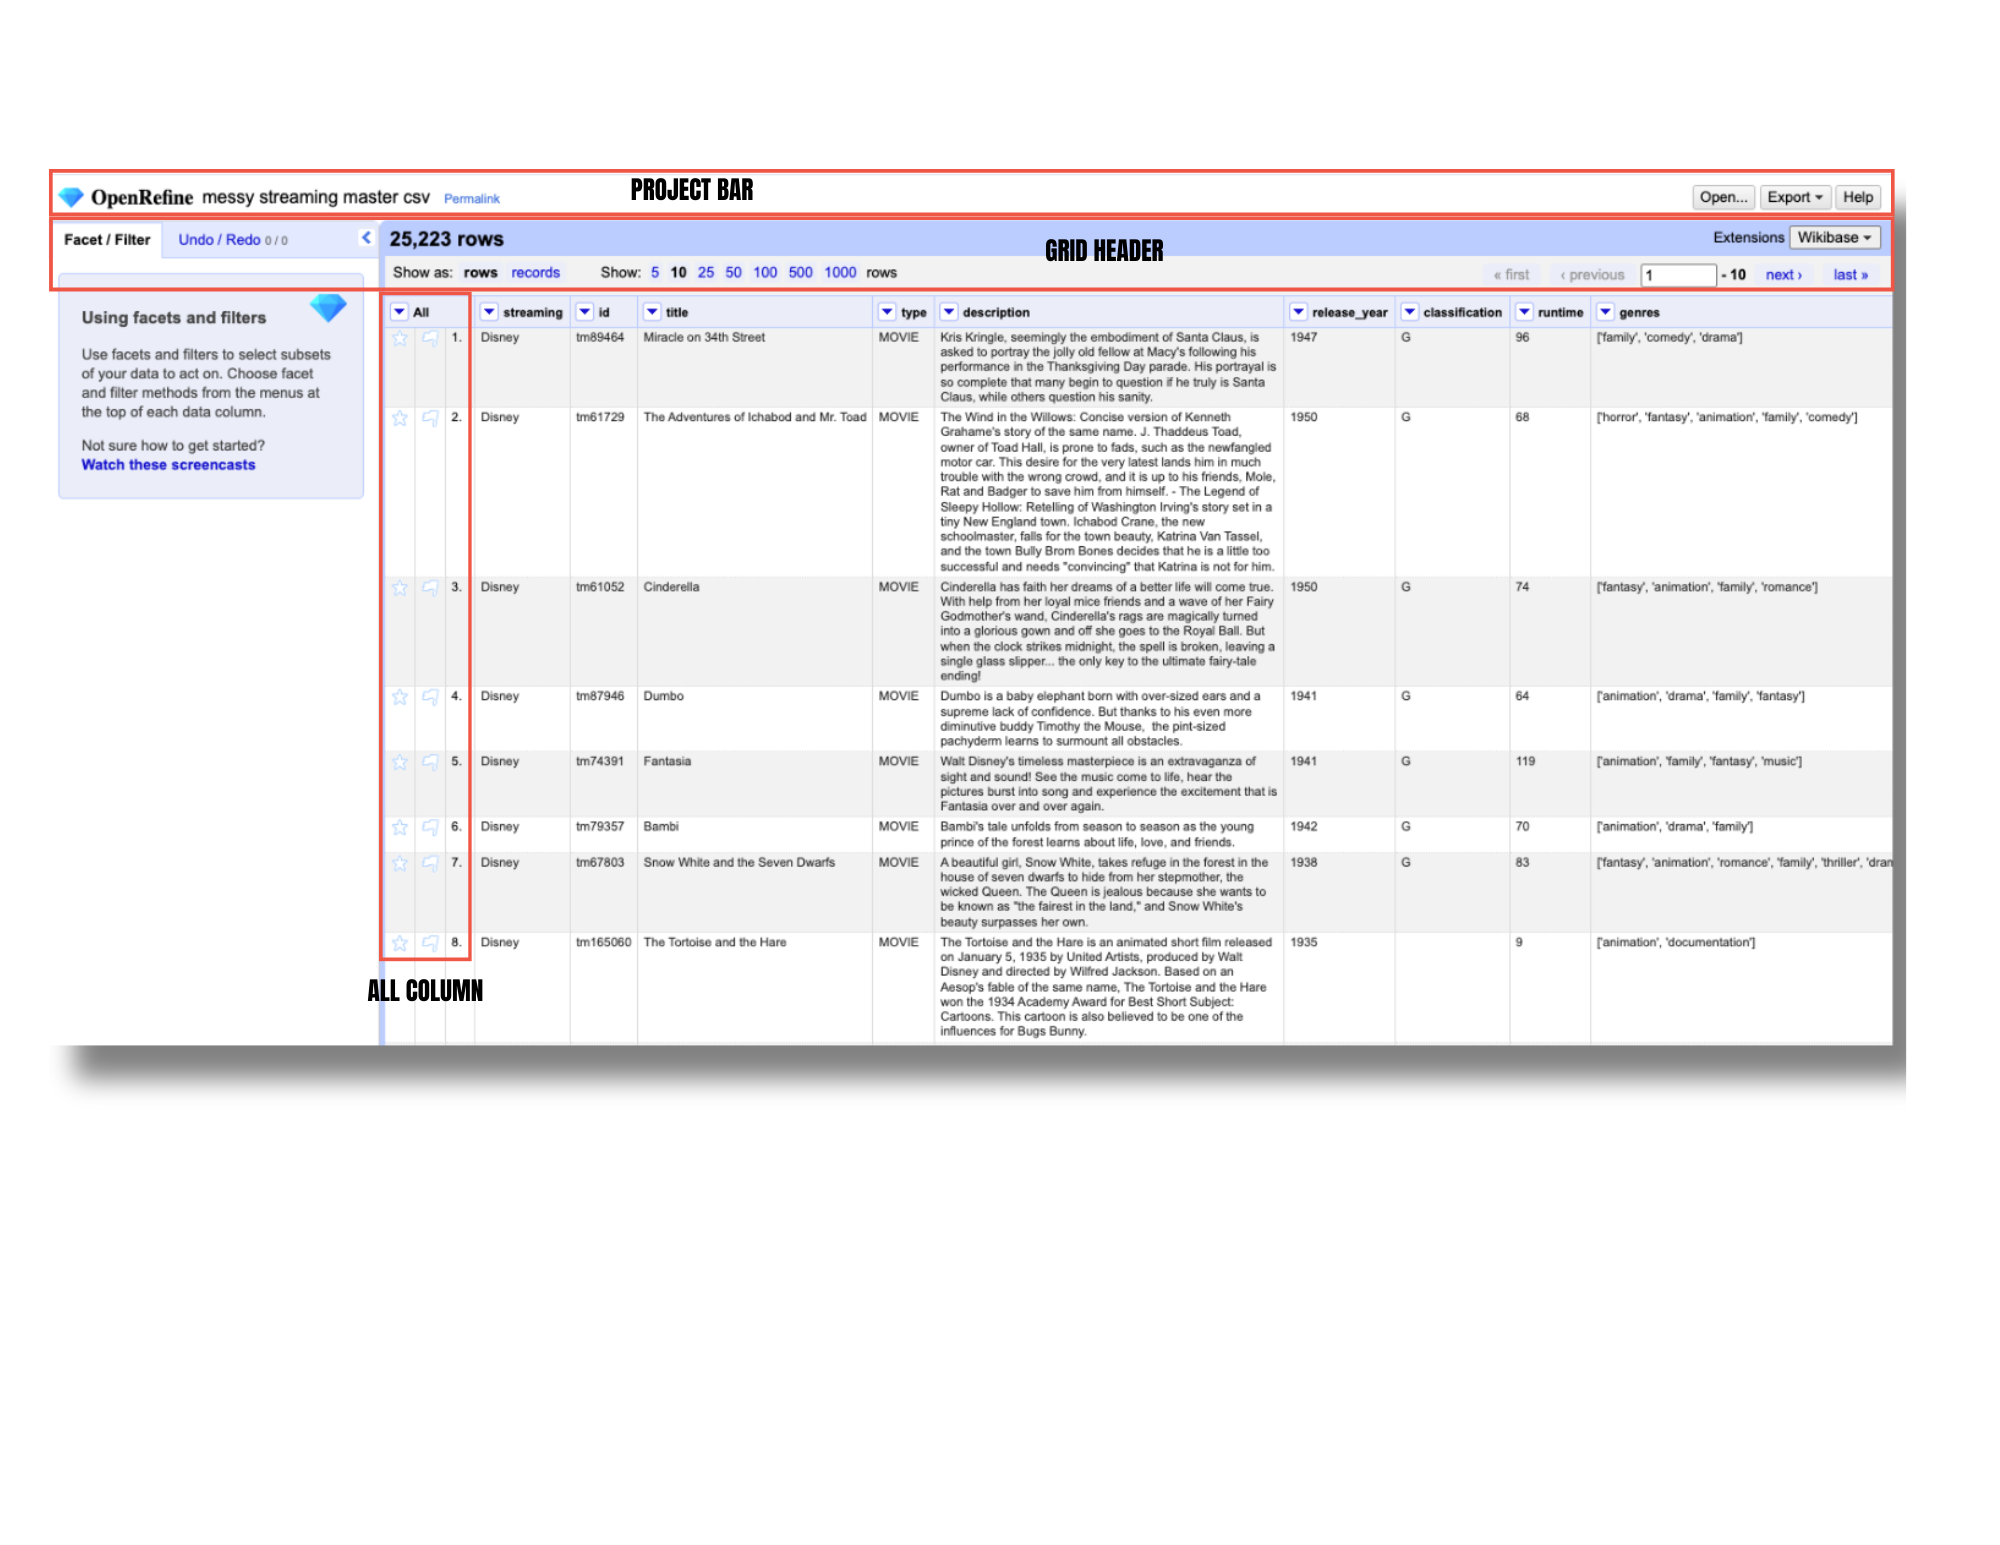 OpenRefine messy streaming master csv Permalink
PROJECT BAR
Open... Export Help
Facet / Filter Undo / Redo 0 / 0
25,223 rows
GRID HEADER
Extensions Wikibase
Show as: rows records Show: 5 10 25 50 100 500 1000 rows
« first ‹ previous 1 - 10 next › last »
Using facets and filters
Use facets and filters to select subsets
of your data to act on. Choose facet
and filter methods from the menus at
the top of each data column.
Not sure how to get started?
Watch these screencasts
All streaming id title type description release_year classification runtime genres
1. Disney tm89464 Miracle on 34th Street MOVIE Kris Kringle, seemingly the embodiment of Santa Claus, is 1947 G 96 ['family', 'comedy', 'drama']
asked to portray the jolly old fellow at Macy's following his
performance in the Thanksgiving Day parade. His portrayal is
so complete that many begin to question if he truly is Santa
Claus, while others question his sanity.
2. Disney tm61729 The Adventures of Ichabod and Mr. Toad MOVIE The Wind in the Willows: Concise version of Kenneth 1950 G 68 ['horror', 'fantasy', 'animation', 'family', 'comedy']
Grahame's story of the same name. J. Thaddeus Toad,
owner of Toad Hall, is prone to fads, such as the newfangled
motor car. This desire for the very latest lands him in much
trouble with the wrong crowd, and it is up to his friends, Mole,
Rat and Badger to save him from himself. - The Legend of
Sleepy Hollow: Retelling of Washington Irving's story set in a
tiny New England town. Ichabod Crane, the new
schoolmaster, falls for the town beauty, Katrina Van Tassel,
and the town Bully Brom Bones decides that he is a little too
successful and needs "convincing" that Katrina is not for him.
3. Disney tm61052 Cinderella MOVIE Cinderella has faith her dreams of a better life will come true. 1950 G 74 ['fantasy', 'animation', 'family', 'romance']
With help from her loyal mice friends and a wave of her Fairy
Godmother's wand, Cinderella's rags are magically turned
into a glorious gown and off she goes to the Royal Ball. But
when the clock strikes midnight, the spell is broken, leaving a
single glass slipper... the only key to the ultimate fairy-tale
ending!
4. Disney tm87946 Dumbo MOVIE Dumbo is a baby elephant born with over-sized ears and a 1941 G 64 ['animation', 'drama', 'family', 'fantasy']
supreme lack of confidence. But thanks to his even more
diminutive buddy Timothy the Mouse, the pint-sized
pachyderm learns to surmount all obstacles.
5. Disney tm74391 Fantasia MOVIE Walt Disney's timeless masterpiece is an extravaganza of 1941 G 119 ['animation', 'family', 'fantasy', 'music']
sight and sound! See the music come to life, hear the
pictures burst into song and experience the excitement that is
Fantasia over and over again.
6. Disney tm79357 Bambi MOVIE Bambi's tale unfolds from season to season as the young 1942 G 70 ['animation', 'drama', 'family']
prince of the forest learns about life, love, and friends.
7. Disney tm67803 Snow White and the Seven Dwarfs MOVIE A beautiful girl, Snow White, takes refuge in the forest in the 1938 G 83 ['fantasy', 'animation', 'romance', 'family', 'thriller', 'dran
house of seven dwarfs to hide from her stepmother, the
wicked Queen. The Queen is jealous because she wants to
be known as "the fairest in the land," and Snow White's
beauty surpasses her own.
8. Disney tm165060 The Tortoise and the Hare MOVIE The Tortoise and the Hare is an animated short film released 1935 9 ['animation', 'documentation']
on January 5, 1935 by United Artists, produced by Walt
Disney and directed by Wilfred Jackson. Based on an
Aesop's fable of the same name, The Tortoise and the Hare
won the 1934 Academy Award for Best Short Subject:
Cartoons. This cartoon is also believed to be one of the
influences for Bugs Bunny.
ALL COLUMN